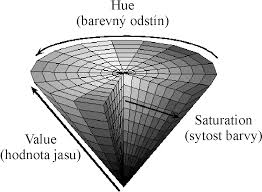 Hue
(barevný odstín)
Saturation
(sytost barvy)
Value
(hodnota jasu)